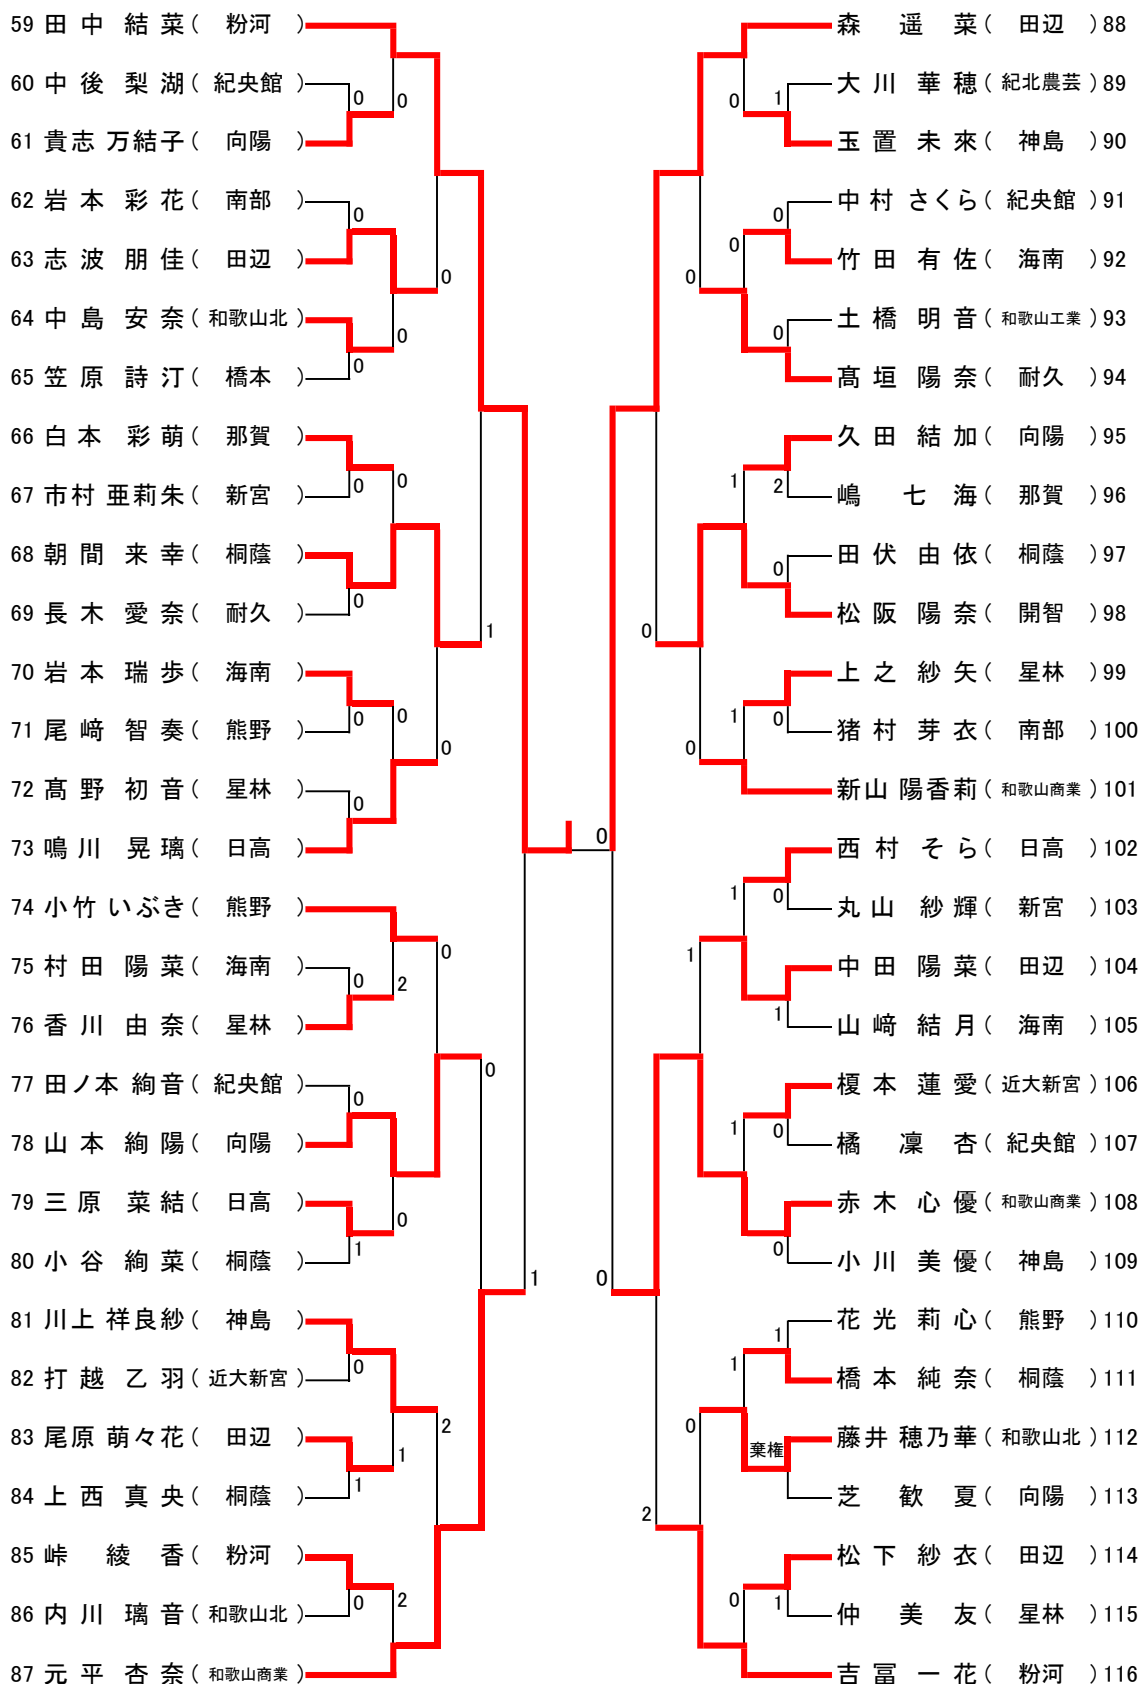 59 田中 結菜 ( 粉河 )
60 中後 梨湖 ( 紀央館 )
0 0
61 貴志 万結子 ( 向陽 )
62 岩本 彩花 ( 南部 )
0
63 志波 朋佳 ( 田辺 )
0
64 中島 安奈 ( 和歌山北 )
0
0
65 笠原 詩汀 ( 橋本 )
66 白本 彩萌 ( 那賀 )
0 0
67 市村 亜莉朱 ( 新宮 )
68 朝間 来幸 ( 桐蔭 )
0
69 長木 愛奈 ( 耐久 )
1
70 岩本 瑞歩 ( 海南 )
0 0
71 尾﨑 智奏 ( 熊野 )
0
72 髙野 初音 ( 星林 )
0
73 鳴川 晃璃 ( 日高 )
0
74 小竹 いぶき ( 熊野 )
0
75 村田 陽菜 ( 海南 )
0 2
76 香川 由奈 ( 星林 )
0
77 田ノ本 絢音 ( 紀央館 )
0
78 山本 絢陽 ( 向陽 )
79 三原 菜結 ( 日高 )
0
1
80 小谷 絢菜 ( 桐蔭 )
1
81 川上 祥良紗 ( 神島 )
0
82 打越 乙羽 ( 近大新宮 )
2
83 尾原 萌々花 ( 田辺 )
1
1
84 上西 真央 ( 桐蔭 )
85 峠 綾香 ( 粉河 )
0 2
86 内川 璃音 ( 和歌山北 )
87 元平 杏奈 ( 和歌山商業 )
森 遥菜 ( 田辺 ) 88
大川 華穂 ( 紀北農芸 ) 89
0 1
玉置 未來 ( 神島 ) 90
中村 さくら ( 紀央館 ) 91
0
0
竹田 有佐 ( 海南 ) 92
0
土橋 明音 ( 和歌山工業 ) 93
0
髙垣 陽奈 ( 耐久 ) 94
久田 結加 ( 向陽 ) 95
1 2
嶋 七海 ( 那賀 ) 96
田伏 由依 ( 桐蔭 ) 97
0
松阪 陽奈 ( 開智 ) 98
0
上之 紗矢 ( 星林 ) 99
1 0
猪村 芽衣 ( 南部 ) 100
0
新山 陽香莉 ( 和歌山商業 ) 101
西村 そら ( 日高 ) 102
1 0
丸山 紗輝 ( 新宮 ) 103
1
中田 陽菜 ( 田辺 ) 104
1
山﨑 結月 ( 海南 ) 105
榎本 蓮愛 ( 近大新宮 ) 106
1 0
橘 凜杏 ( 紀央館 ) 107
赤木 心優 ( 和歌山商業 ) 108
0
小川 美優 ( 神島 ) 109
0
花光 莉心 ( 熊野 ) 110
1
1
橋本 純奈 ( 桐蔭 ) 111
0
藤井 穂乃華 ( 和歌山北 ) 112
棄権
芝 歓夏 ( 向陽 ) 113
2
松下 紗衣 ( 田辺 ) 114
0 1
仲 美友 ( 星林 ) 115
吉冨 一花 ( 粉河 ) 116